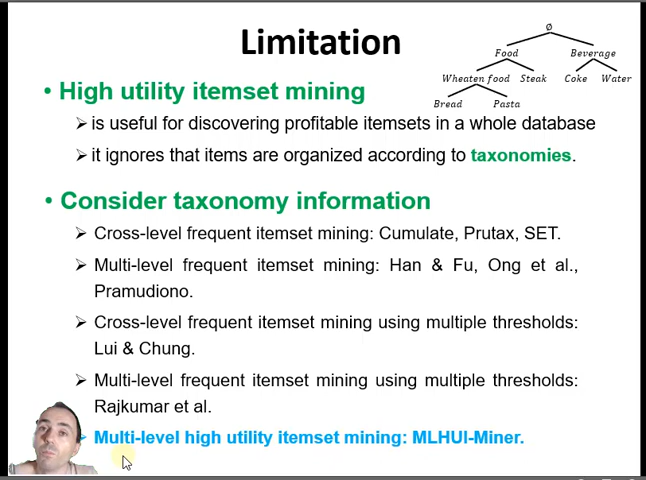 Limitation
∅
Food Beverage
Wheaten food Steak Coke Water
Bread Pasta
• High utility itemset mining
➢ is useful for discovering profitable itemsets in a whole database
➢ it ignores that items are organized according to taxonomies.
• Consider taxonomy information
➢ Cross-level frequent itemset mining: Cumulate, Prutax, SET.
➢ Multi-level frequent itemset mining: Han & Fu, Ong et al.,
Pramudiono.
➢ Cross-level frequent itemset mining using multiple thresholds:
Lui & Chung.
➢ Multi-level frequent itemset mining using multiple thresholds:
Rajkumar et al.
➢ Multi-level high utility itemset mining: MLHUI-Miner.